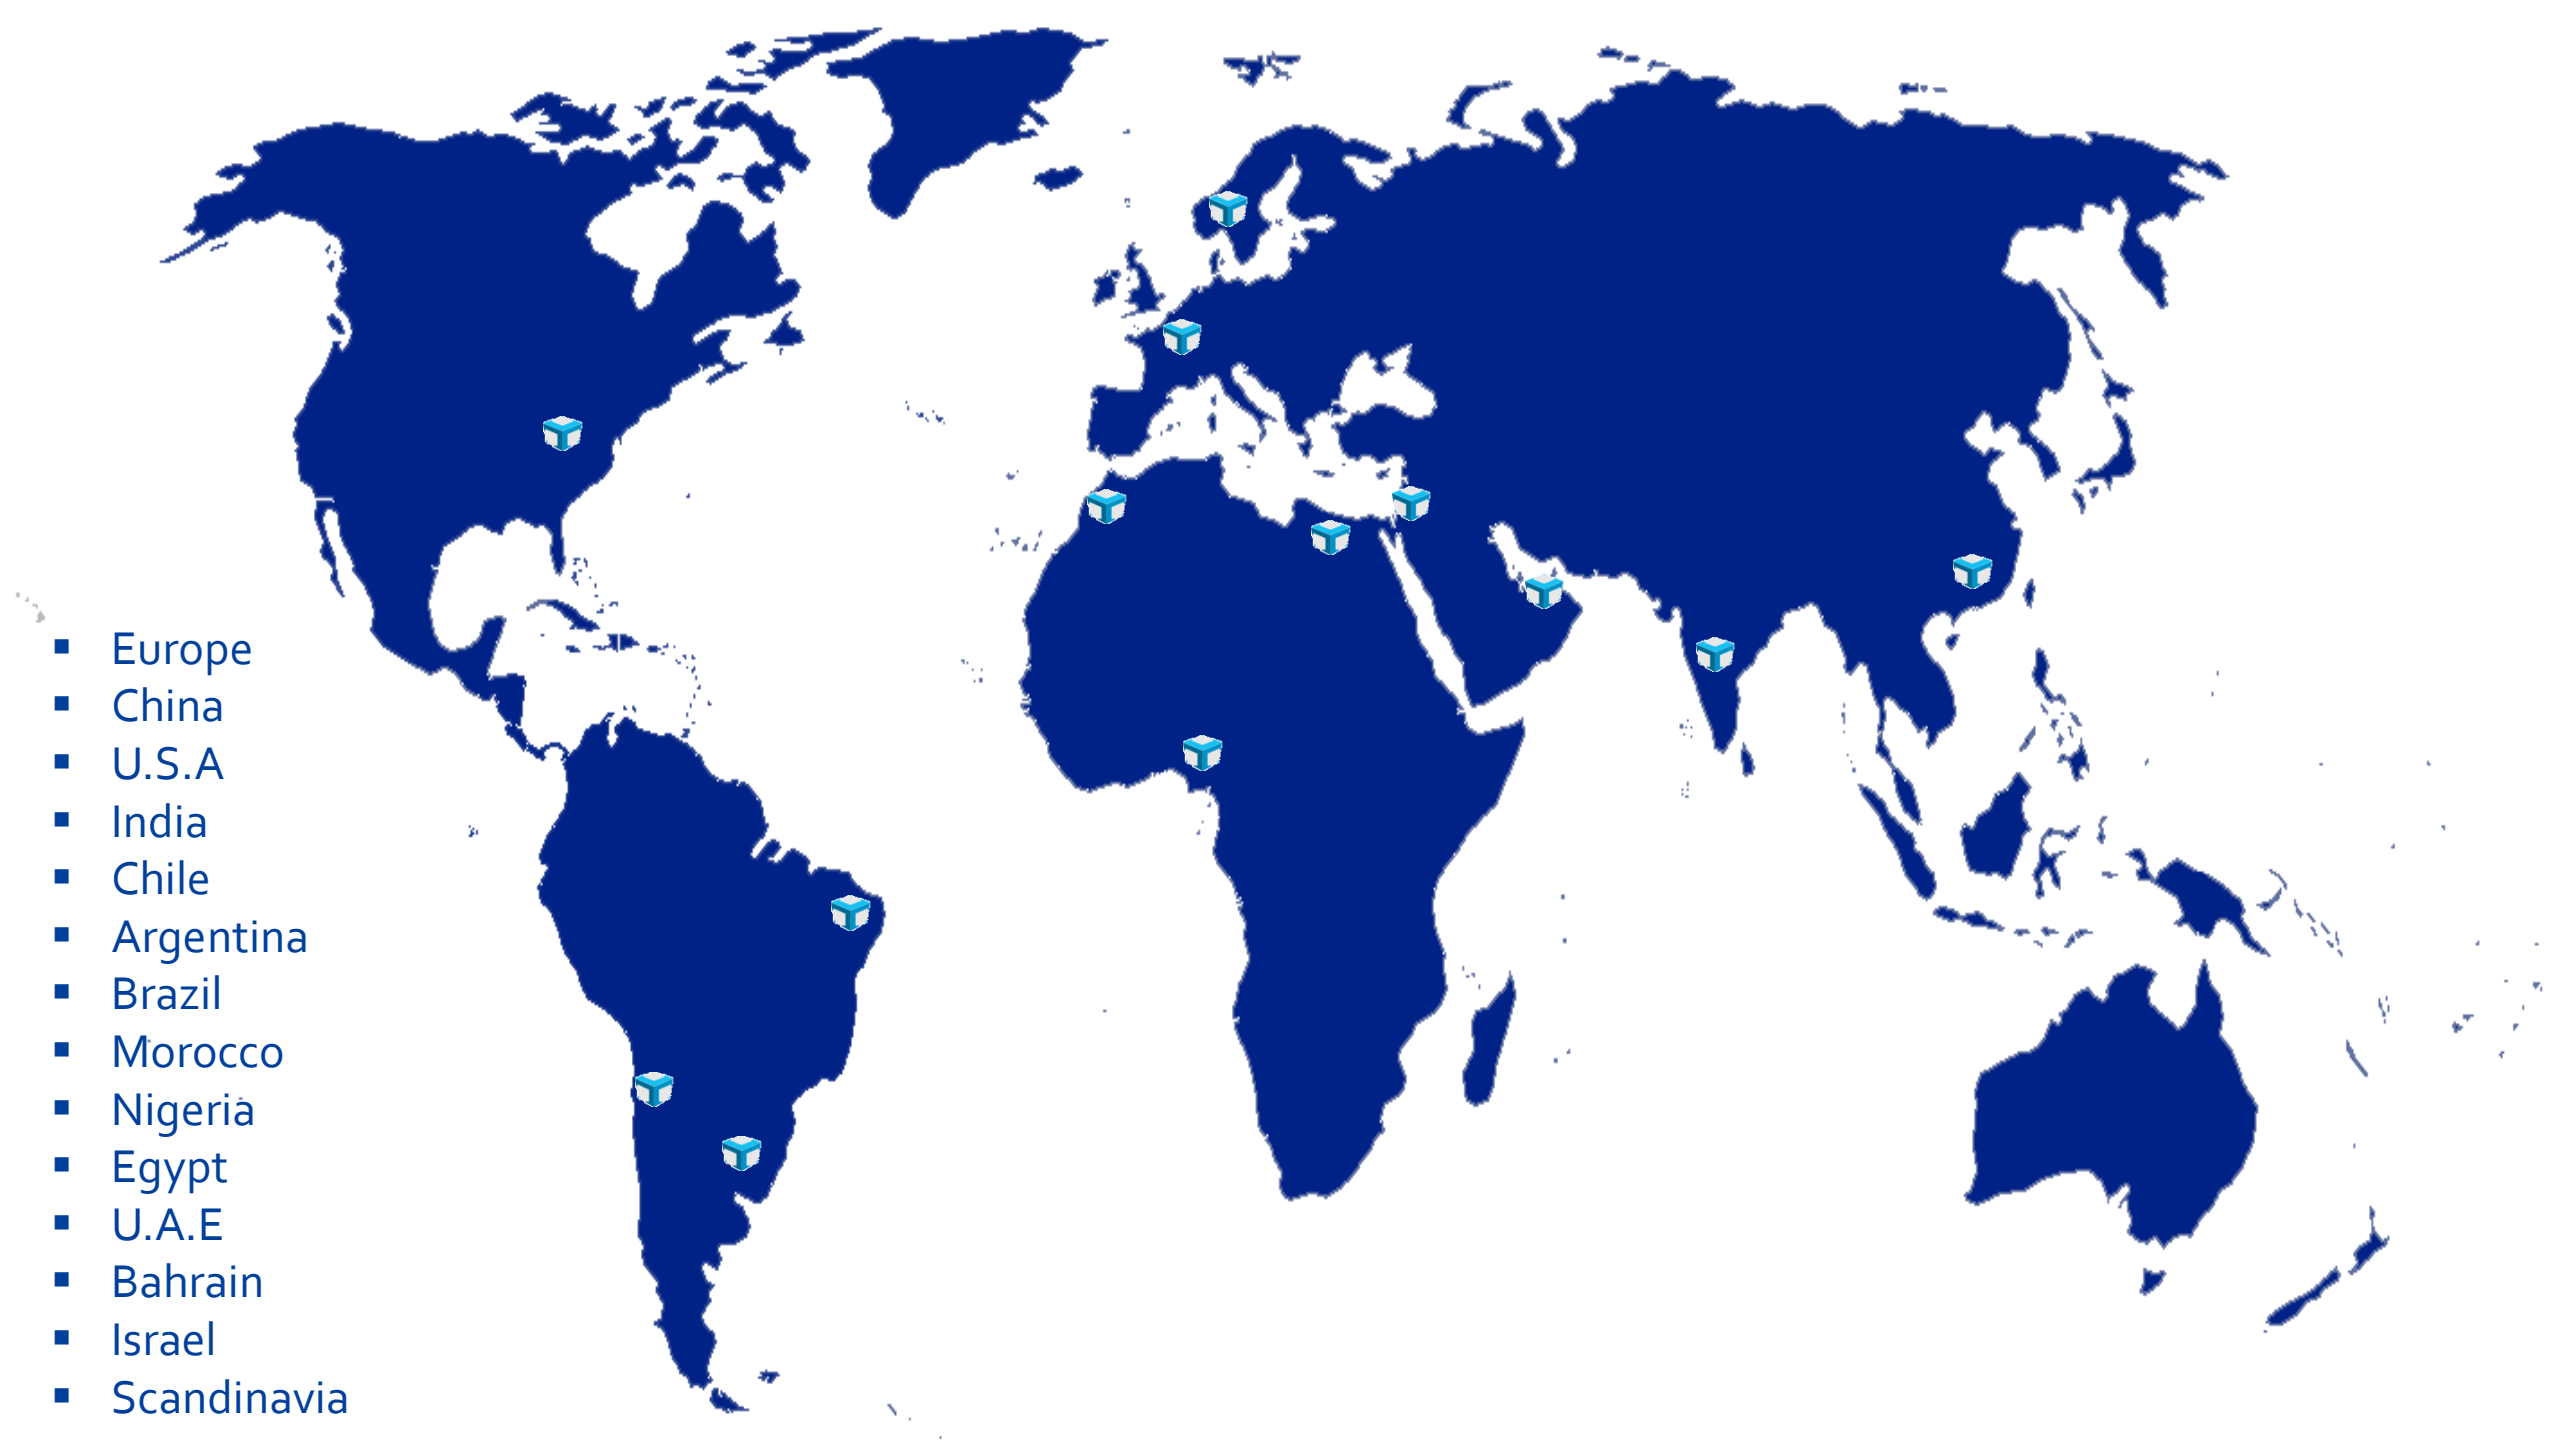 ▪ Europe
▪ China
▪ U.S.A
▪ India
▪ Chile
▪ Argentina
▪ Brazil
▪ Morocco
▪ Nigeria
▪ Egypt
▪ U.A.E
▪ Bahrain
▪ Israel
▪ Scandinavia